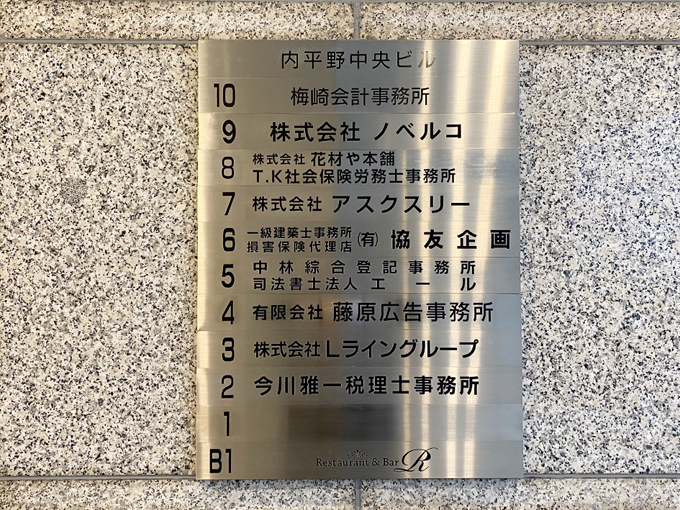 内平野中央ビル
10 梅崎会計事務所
9 株式会社 ノベルコ
8 株式会社 花材や本舗
T.K社会保険労務士事務所
7 株式会社 アスクスリー
6 一級建築士事務所 損害保険代理店 (有) 協友企画
5 中林綜合登記事務所
司法書士法人エール
4 有限会社 藤原広告事務所
3 株式会社 Lライングループ
2 今川雅一税理士事務所
1
B1 Restaurant & Bar R